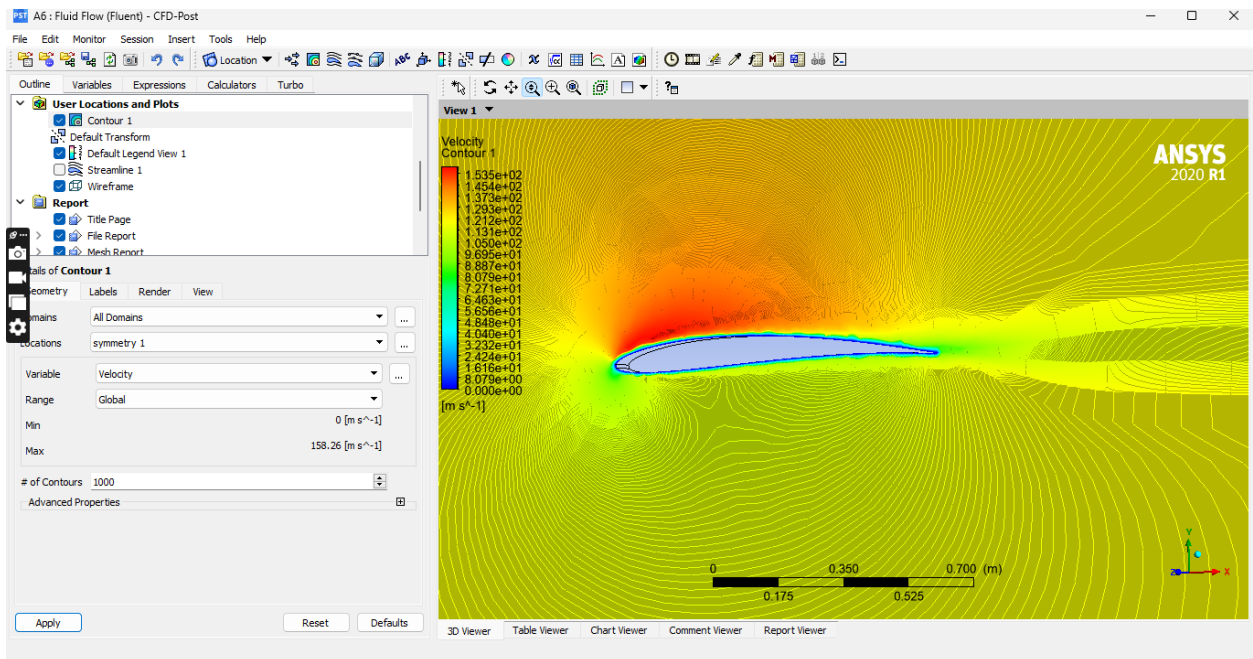 PST A6 : Fluid Flow (Fluent) - CFD-Post
File Edit Monitor Session Insert Tools Help
Location
Outline Variables Expressions Calculators Turbo
User Locations and Plots
Contour 1
Default Transform
Default Legend View 1
Streamline 1
Wireframe
Report
Title Page
File Report
Mesh Report
tails of Contour 1
Geometry Labels Render View
omains All Domains ...
ocations symmetry 1 ...
Variable Velocity ...
Range Global
Min 0 [m s^-1]
Max 158.26 [m s^-1]
# of Contours 1000
Advanced Properties
Apply Reset Defaults
View 1
Velocity
Contour 1
1.535e+02
1.454e+02
1.373e+02
1.293e+02
1.212e+02
1.131e+02
1.050e+02
9.695e+01
8.887e+01
8.079e+01
7.271e+01
6.463e+01
5.656e+01
4.848e+01
4.040e+01
3.232e+01
2.424e+01
1.616e+01
8.079e+00
0.000e+00
[m s^-1]
ANSYS
2020 R1
0 0.350 0.700 (m)
0.175 0.525
Y
Z X
3D Viewer Table Viewer Chart Viewer Comment Viewer Report Viewer